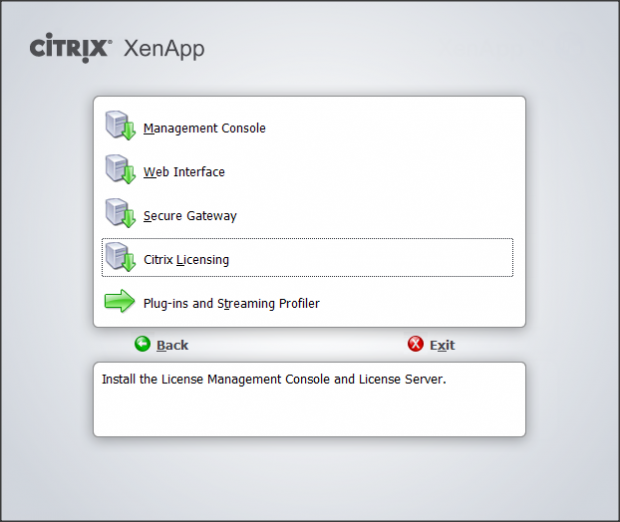 CiTRIX® XenApp
Management Console
Web Interface
Secure Gateway
Citrix Licensing
Plug-ins and Streaming Profiler
Back Exit
Install the License Management Console and License Server.